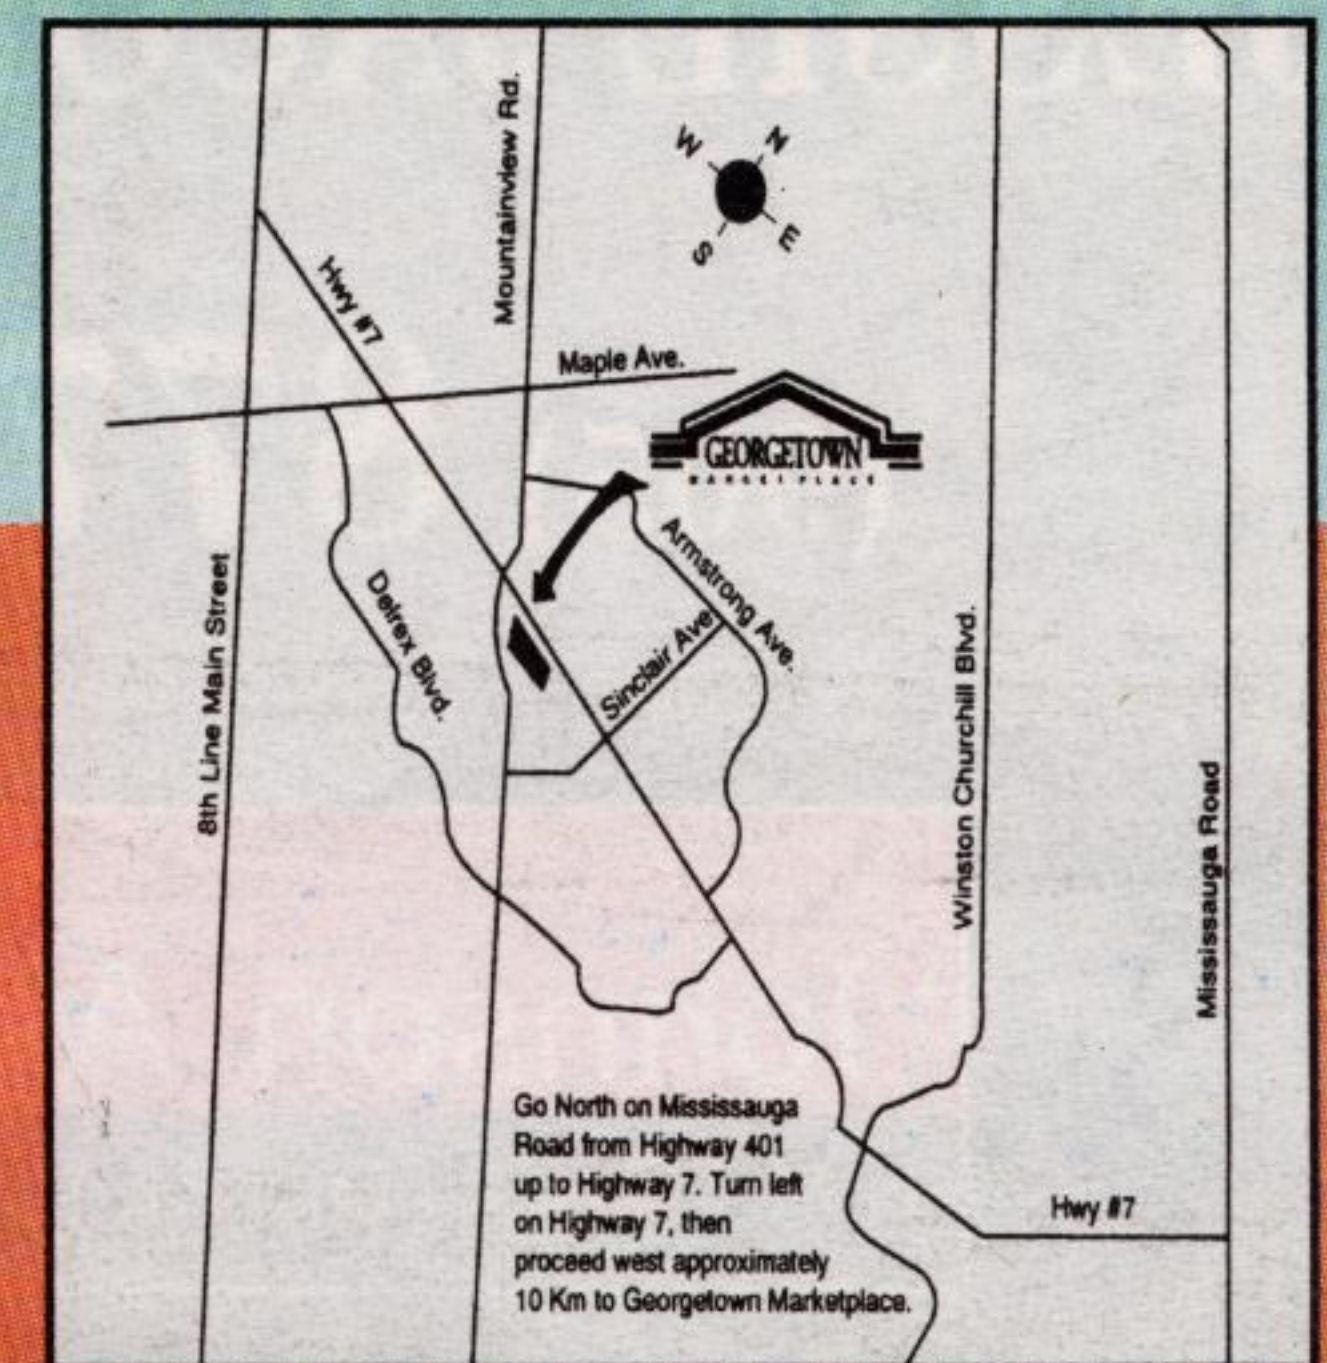 Mountainview Rd.
W
N
S
E
Hwy #7
Maple Ave.
GEORGETOWN
MARKET PLACE
Armstrong Ave.
8th Line Main Street
Delrex Blvd.
Sinclair Ave
Winston Churchill Blvd.
Mississauga Road
Go North on Mississauga
Road from Highway 401
up to Highway 7. Turn left
on Highway 7, then
proceed west approximately
10 Km to Georgetown Marketplace.
Hwy #7